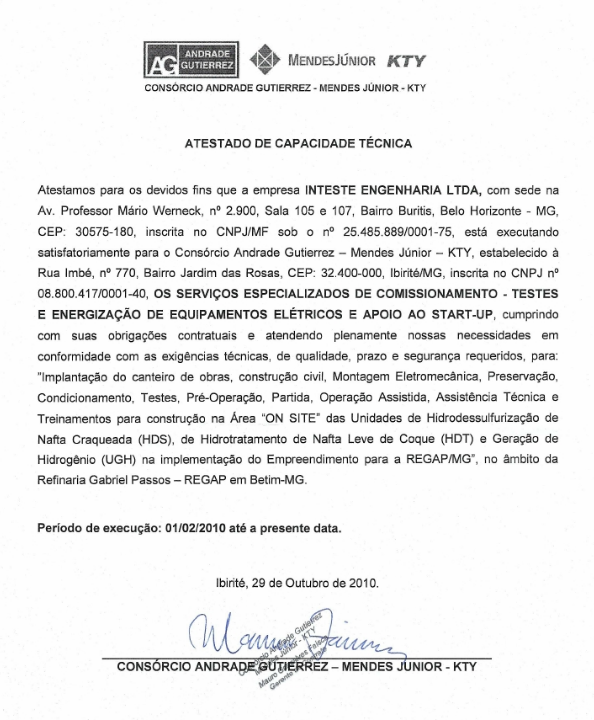 AG ANDRADE GUTIERREZ MENDESJÚNIOR KTY
CONSÓRCIO ANDRADE GUTIERREZ - MENDES JÚNIOR - KTY
ATESTADO DE CAPACIDADE TÉCNICA
Atestamos para os devidos fins que a empresa INTESTE ENGENHARIA LTDA, com sede na
Av. Professor Mário Werneck, nº 2.900, Sala 105 e 107, Bairro Buritis, Belo Horizonte - MG,
CEP: 30575-180, inscrita no CNPJ/MF sob o nº 25.485.889/0001-75, está executando
satisfatoriamente para o Consórcio Andrade Gutierrez – Mendes Júnior – KTY, estabelecido à
Rua Imbé, nº 770, Bairro Jardim das Rosas, CEP: 32.400-000, Ibirité/MG, inscrita no CNPJ nº
08.800.417/0001-40, OS SERVIÇOS ESPECIALIZADOS DE COMISSIONAMENTO - TESTES
E ENERGIZAÇÃO DE EQUIPAMENTOS ELÉTRICOS E APOIO AO START-UP, cumprindo
com suas obrigações contratuais e atendendo plenamente nossas necessidades em
conformidade com as exigências técnicas, de qualidade, prazo e segurança requeridos, para:
"Implantação do canteiro de obras, construção civil, Montagem Eletromecânica, Preservação,
Condicionamento, Testes, Pré-Operação, Partida, Operação Assistida, Assistência Técnica e
Treinamentos para construção na Área "ON SITE" das Unidades de Hidrodessulfurização de
Nafta Craqueada (HDS), de Hidrotratamento de Nafta Leve de Coque (HDT) e Geração de
Hidrogênio (UGH) na implementação do Empreendimento para a REGAP/MG", no âmbito da
Refinaria Gabriel Passos – REGAP em Betim-MG.
Período de execução: 01/02/2010 até a presente data.
Ibirité, 29 de Outubro de 2010.
Consórcio Andrade Gutierrez
Mendes Júnior - KTY
Mauro
Gerente
CONSÓRCIO ANDRADE GUTIERREZ – MENDES JÚNIOR - KTY